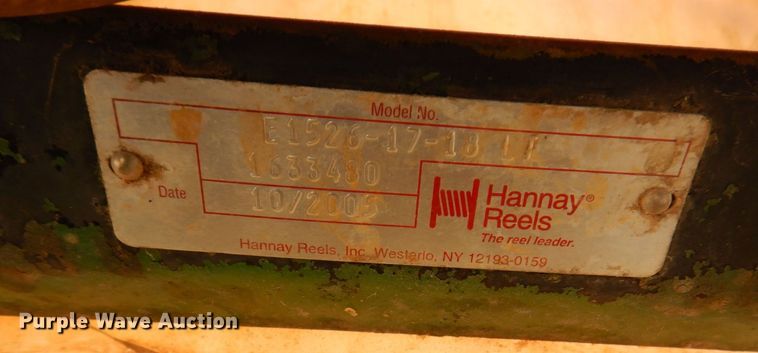 Model No.
E1526-17-18 LT
1633480
Date
10/2005
Hannay®
Reels
The reel leader.
Hannay Reels, Inc. Westerlo, NY 12193-0159
Purple Wave Auction